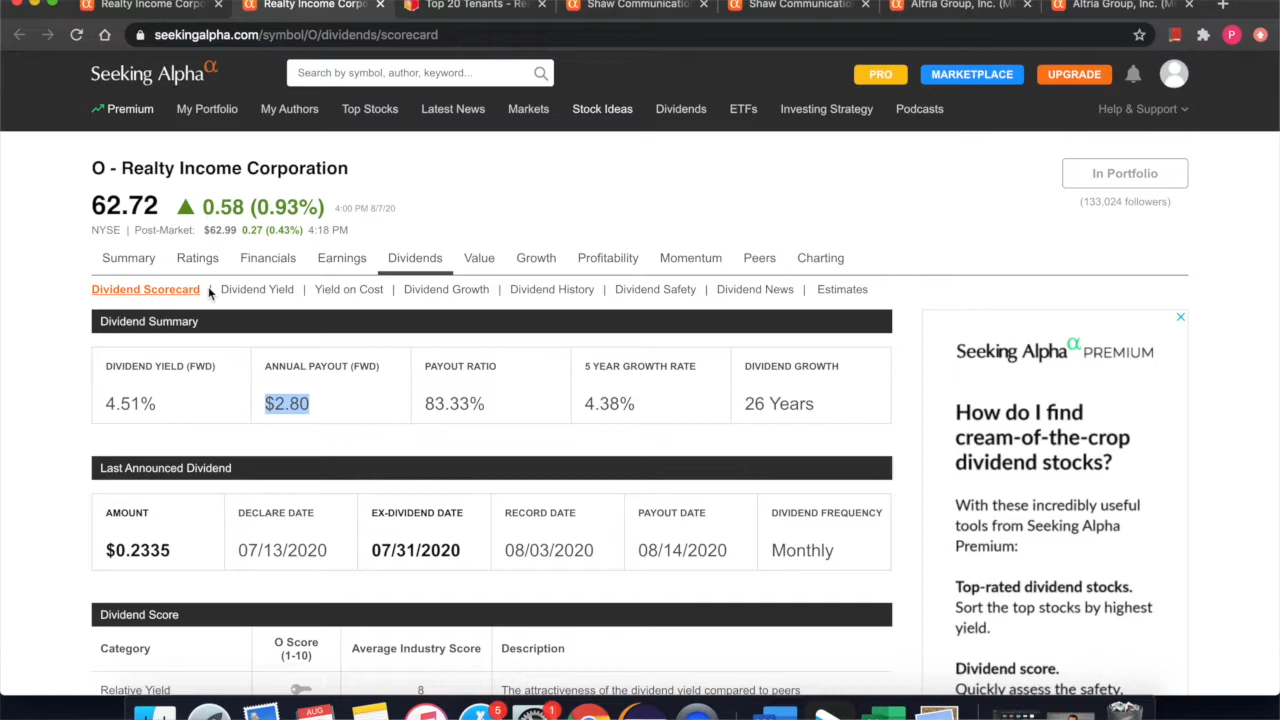 Realty Income Corpo
Realty Income Corpo
Top 20 Tenants - Re
Shaw Communicatio
Shaw Communicatio
Altria Group, Inc. (M
Altria Group, Inc. (M
seekingalpha.com/symbol/O/dividends/scorecard
P
Seeking Alpha α
Search by symbol, author, keyword...
PRO
MARKETPLACE
UPGRADE
Premium
My Portfolio
My Authors
Top Stocks
Latest News
Markets
Stock Ideas
Dividends
ETFs
Investing Strategy
Podcasts
Help & Support
O - Realty Income Corporation
In Portfolio
62.72 ▲ 0.58 (0.93%) 4:00 PM 8/7/20
(133,024 followers)
NYSE | Post-Market: $62.99 0.27 (0.43%) 4:18 PM
Summary Ratings Financials Earnings Dividends Value Growth Profitability Momentum Peers Charting
Dividend Scorecard | Dividend Yield | Yield on Cost | Dividend Growth | Dividend History | Dividend Safety | Dividend News | Estimates
Dividend Summary
DIVIDEND YIELD (FWD) ANNUAL PAYOUT (FWD) PAYOUT RATIO 5 YEAR GROWTH RATE DIVIDEND GROWTH
4.51% $2.80 83.33% 4.38% 26 Years
Last Announced Dividend
AMOUNT DECLARE DATE EX-DIVIDEND DATE RECORD DATE PAYOUT DATE DIVIDEND FREQUENCY
$0.2335 07/13/2020 07/31/2020 08/03/2020 08/14/2020 Monthly
Dividend Score
Category O Score (1-10) Average Industry Score Description
Relative Yield 8 The attractiveness of the dividend yield compared to peers
Seeking Alpha α PREMIUM
How do I find
cream-of-the-crop
dividend stocks?
With these incredibly useful
tools from Seeking Alpha
Premium:
Top-rated dividend stocks.
Sort the top stocks by highest
yield.
Dividend score.
Quickly assess the safety,
AUG
5
1